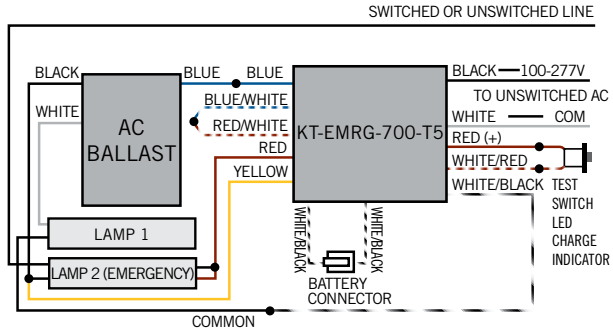 SWITCHED OR UNSWITCHED LINE
BLACK
BLUE
BLUE
BLACK
100-277V
BLUE/WHITE
TO UNSWITCHED AC
WHITE
AC
BALLAST
RED/WHITE
KT-EMRG-700-T5
WHITE
COM
RED (+)
RED
WHITE/RED
YELLOW
WHITE/BLACK
TEST
SWITCH
LED
CHARGE
INDICATOR
WHITE/BLACK
WHITE/BLACK
LAMP 1
LAMP 2 (EMERGENCY)
BATTERY
CONNECTOR
COMMON